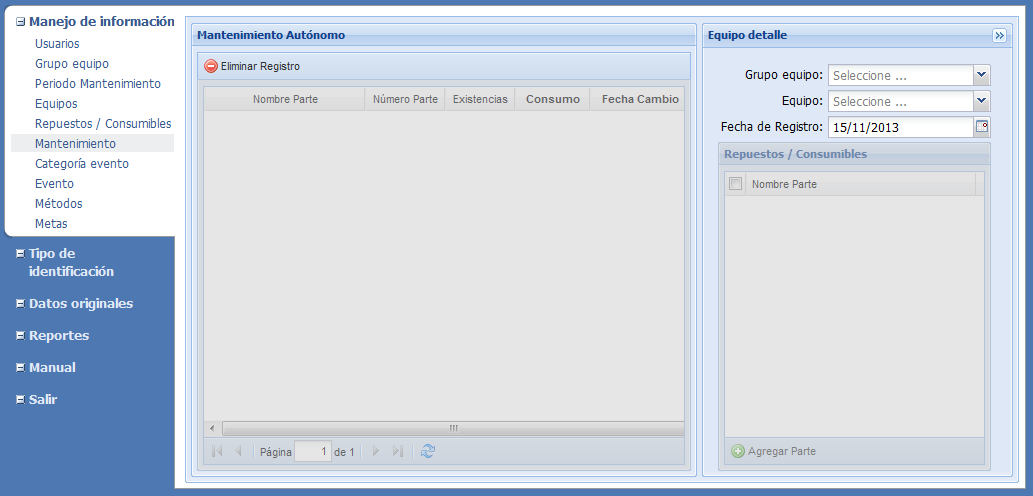 Manejo de información
Usuarios
Grupo equipo
Periodo Mantenimiento
Equipos
Repuestos / Consumibles
Mantenimiento
Categoría evento
Evento
Métodos
Metas
Tipo de
identificación
Datos originales
Reportes
Manual
Salir
Mantenimiento Autónomo
Eliminar Registro
Nombre Parte Número Parte Existencias Consumo Fecha Cambio
Página 1 de 1
Equipo detalle
Grupo equipo: Seleccione ...
Equipo: Seleccione ...
Fecha de Registro: 15/11/2013
Repuestos / Consumibles
Nombre Parte
Agregar Parte